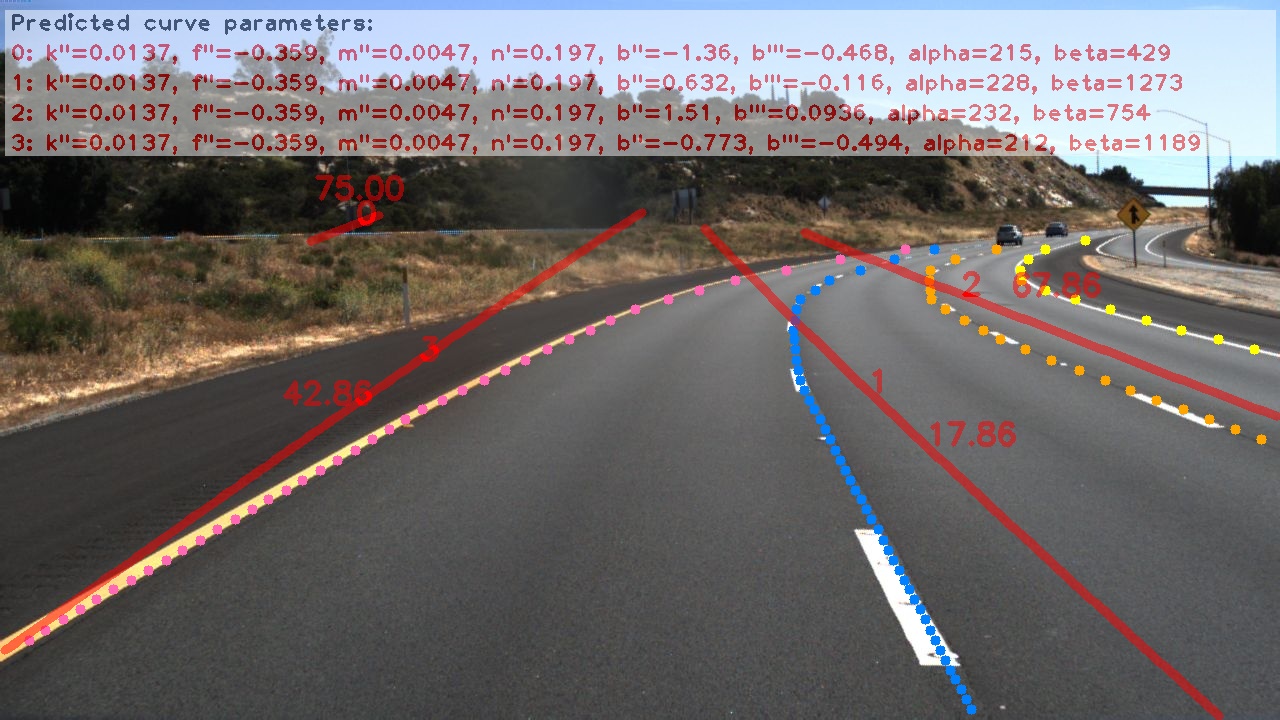 Predicted curve parameters:
0: k''=0.0137, f''=-0.359, m''=0.0047, n'=0.197, b''=-1.36, b'''=-0.468, alpha=215, beta=429
1: k''=0.0137, f''=-0.359, m''=0.0047, n'=0.197, b''=0.632, b'''=-0.116, alpha=228, beta=1273
2: k''=0.0137, f''=-0.359, m''=0.0047, n'=0.197, b''=1.51, b'''=0.0936, alpha=232, beta=754
3: k''=0.0137, f''=-0.359, m''=0.0047, n'=0.197, b''=-0.773, b'''=-0.494, alpha=212, beta=1189
75.00
0
2 67.86
3
1
42.86
17.86